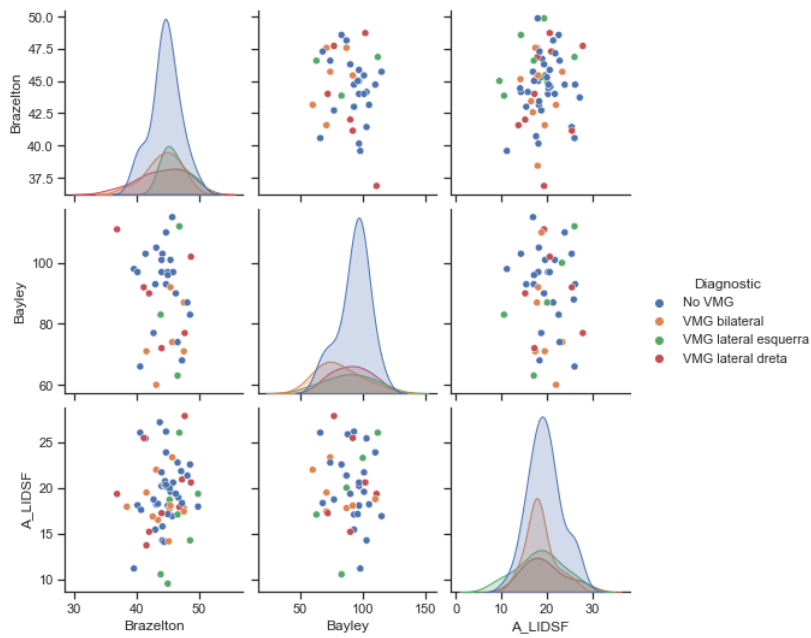 50.0
47.5
45.0
42.5
40.0
37.5
Brazelton
100
80
60
Bayley
Diagnostic
No VMG
VMG bilateral
VMG lateral esquerra
VMG lateral dreta
25
20
15
10
A_LIDSF
30 40 50
50 100 150
0 10 20 30
Brazelton Bayley A_LIDSF